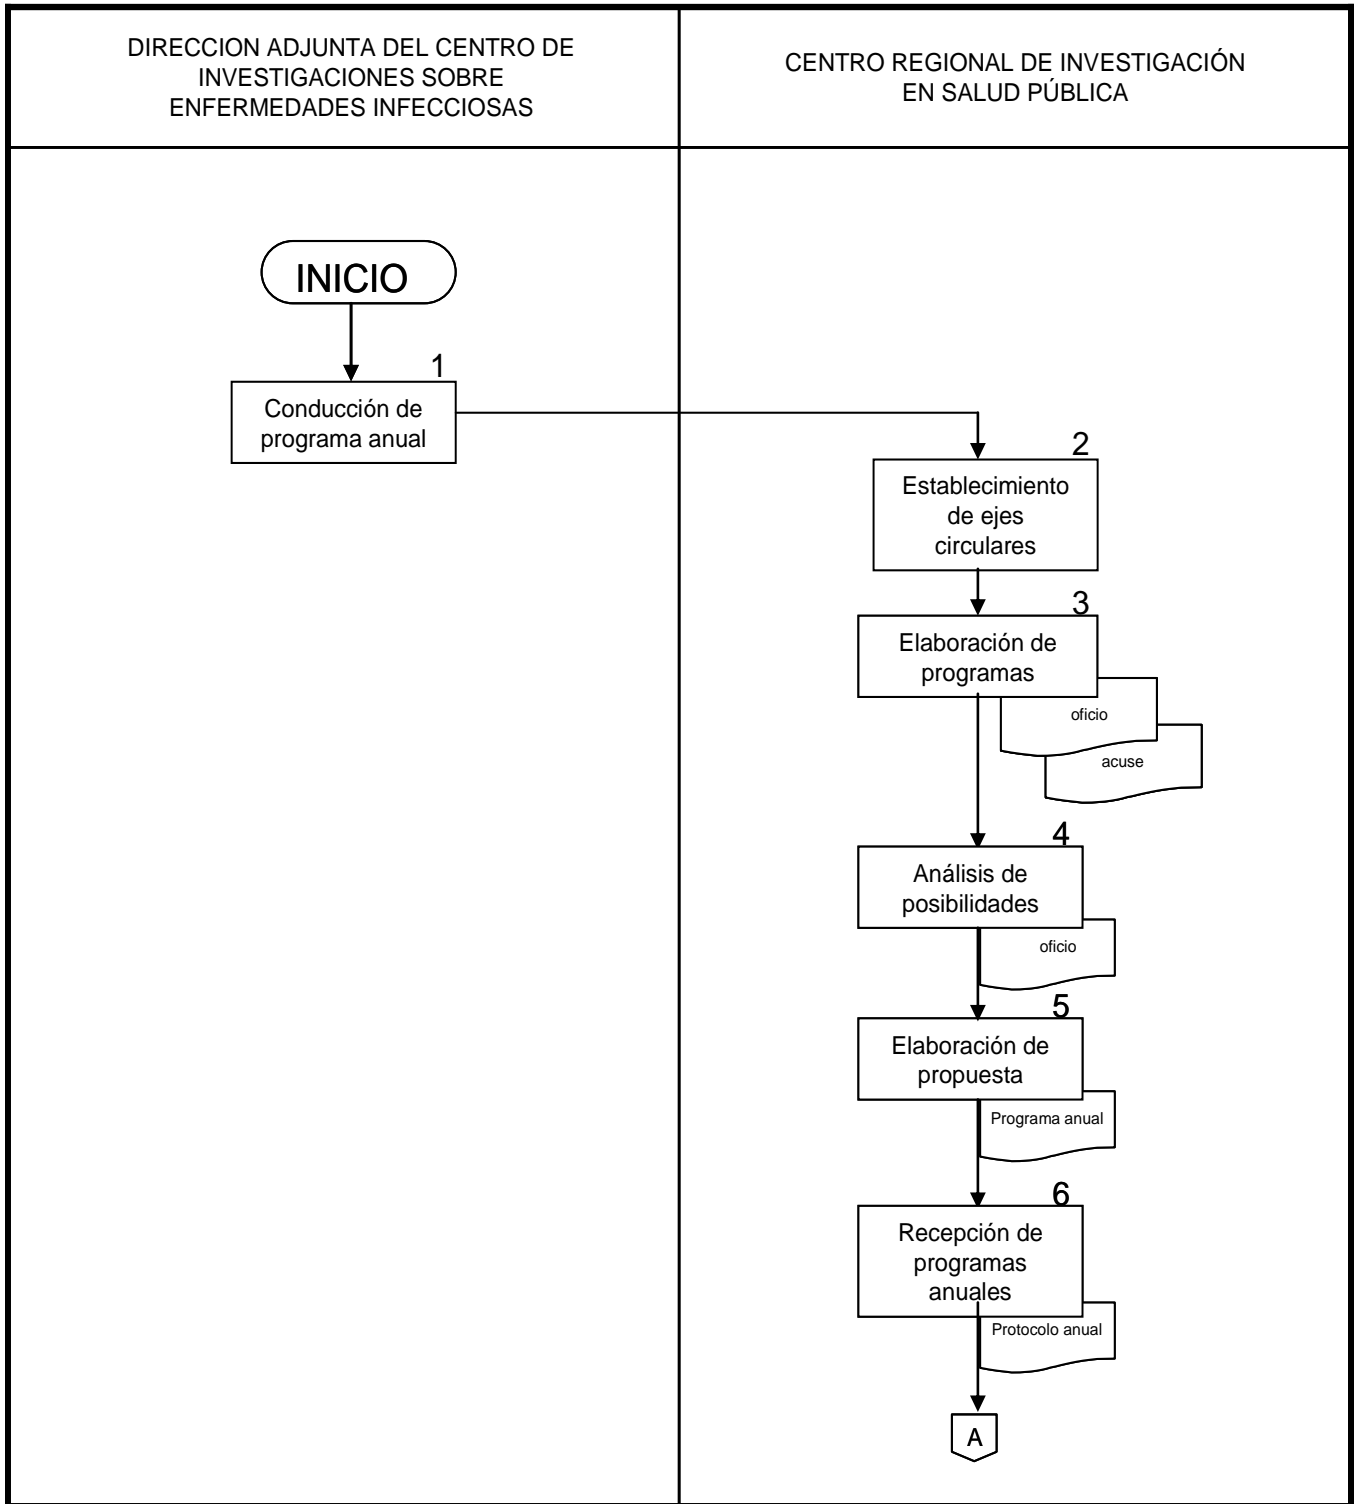 DIRECCION ADJUNTA DEL CENTRO DE
INVESTIGACIONES SOBRE
ENFERMEDADES INFECCIOSAS
CENTRO REGIONAL DE INVESTIGACIÓN
EN SALUD PÚBLICA
INICIO
1
Conducción de
programa anual
2
Establecimiento
de ejes
circulares
3
Elaboración de
programas
oficio
acuse
4
Análisis de
posibilidades
oficio
5
Elaboración de
propuesta
Programa anual
6
Recepción de
programas
anuales
Protocolo anual
A